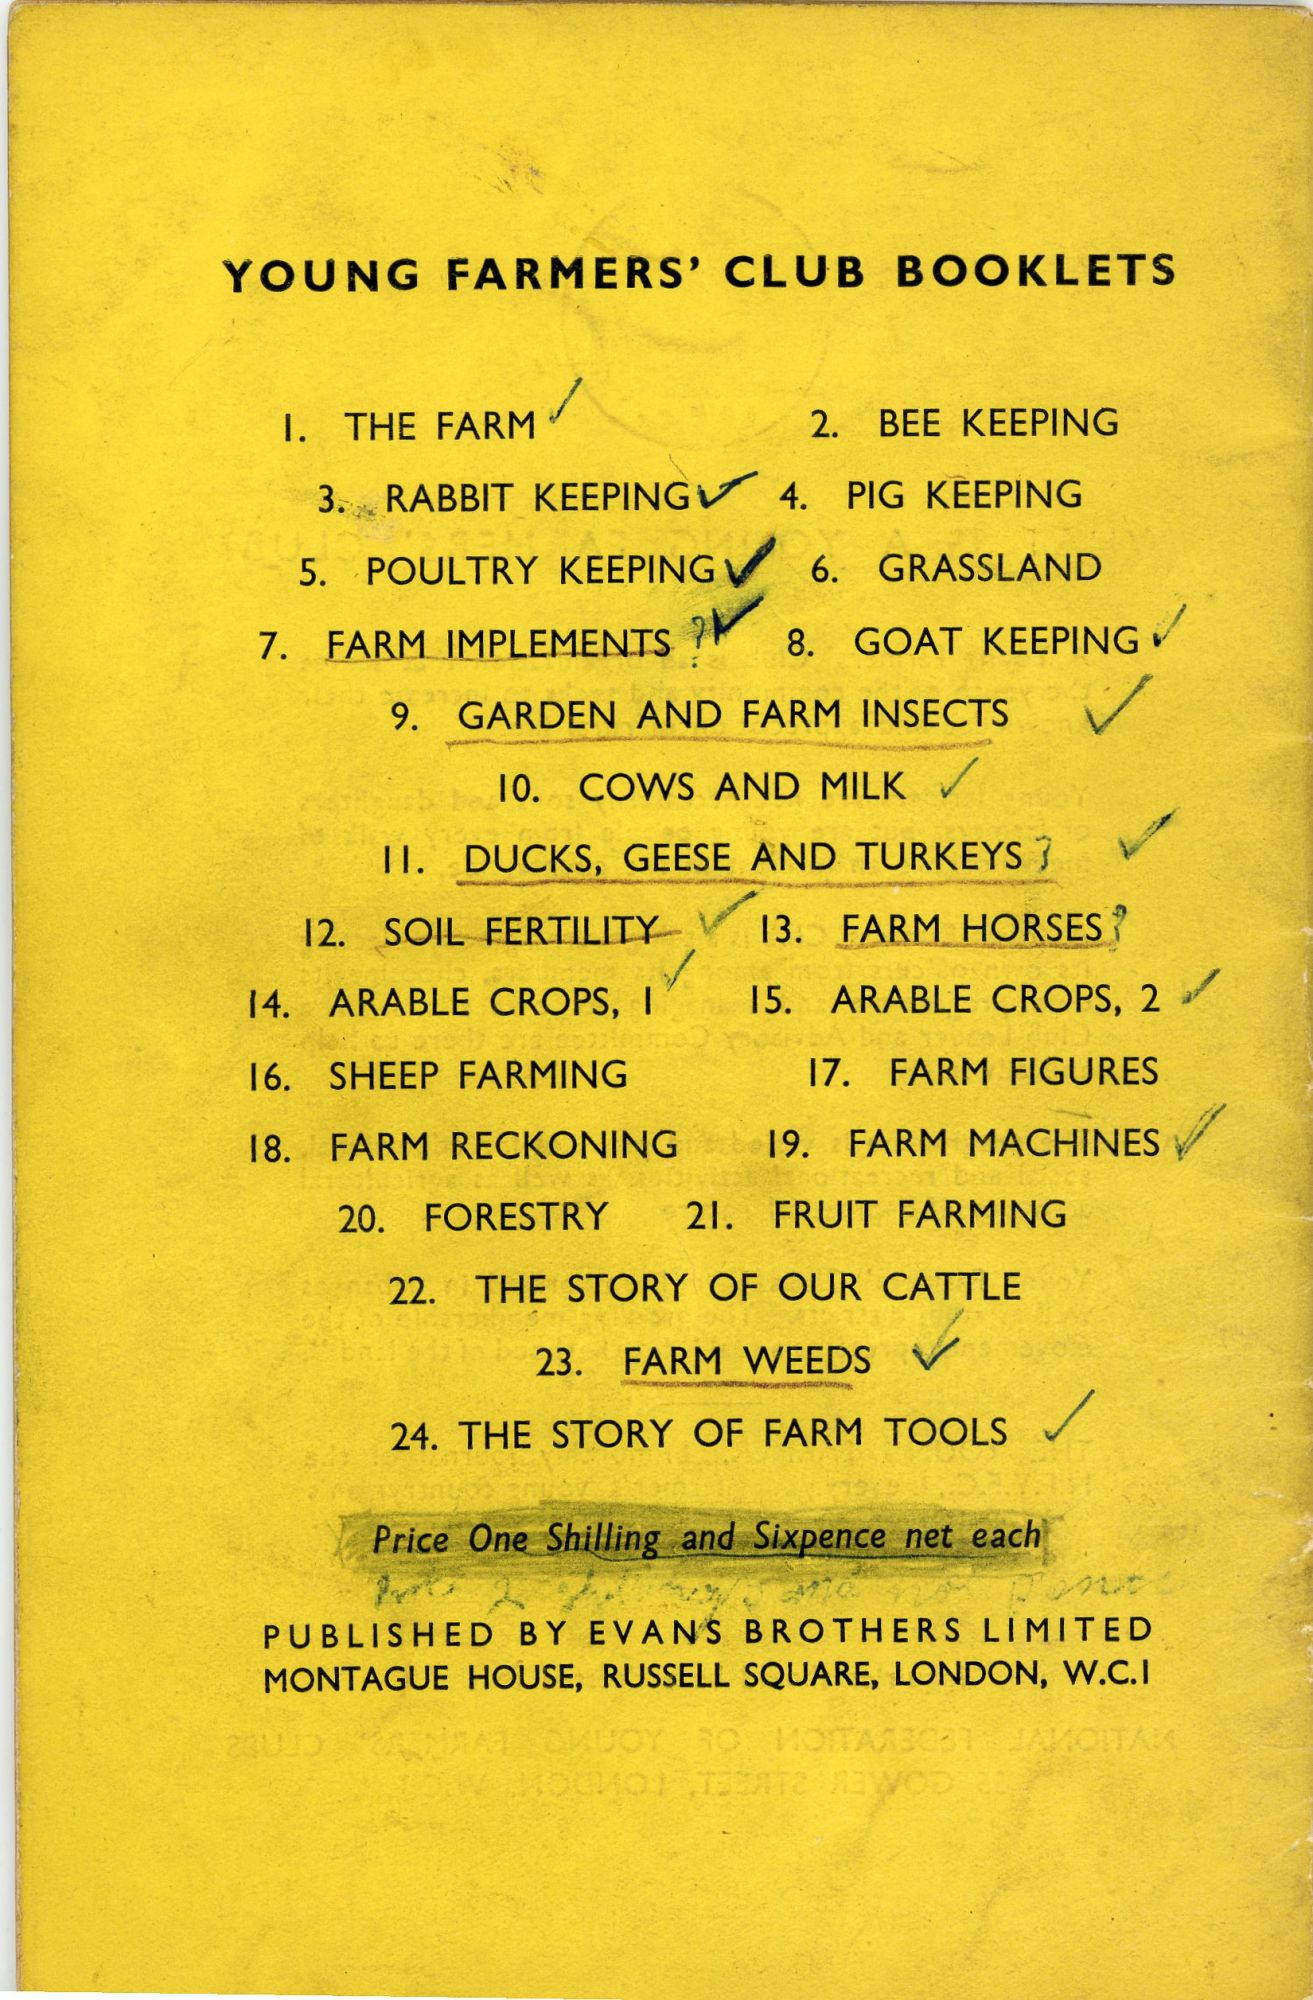 YOUNG FARMERS' CLUB BOOKLETS
1. THE FARM ✓ 2. BEE KEEPING
3. RABBIT KEEPING ✓ 4. PIG KEEPING
5. POULTRY KEEPING ✓ 6. GRASSLAND
7. FARM IMPLEMENTS ? ✓ 8. GOAT KEEPING ✓
9. GARDEN AND FARM INSECTS ✓
10. COWS AND MILK ✓
11. DUCKS, GEESE AND TURKEYS ? ✓
12. SOIL FERTILITY ✓ 13. FARM HORSES ?
14. ARABLE CROPS, 1 ✓ 15. ARABLE CROPS, 2 ✓
16. SHEEP FARMING 17. FARM FIGURES
18. FARM RECKONING 19. FARM MACHINES ✓
20. FORESTRY 21. FRUIT FARMING
22. THE STORY OF OUR CATTLE
23. FARM WEEDS ✓
24. THE STORY OF FARM TOOLS ✓
Price One Shilling and Sixpence net each
2 and
PUBLISHED BY EVANS BROTHERS LIMITED
MONTAGUE HOUSE, RUSSELL SQUARE, LONDON, W.C.1